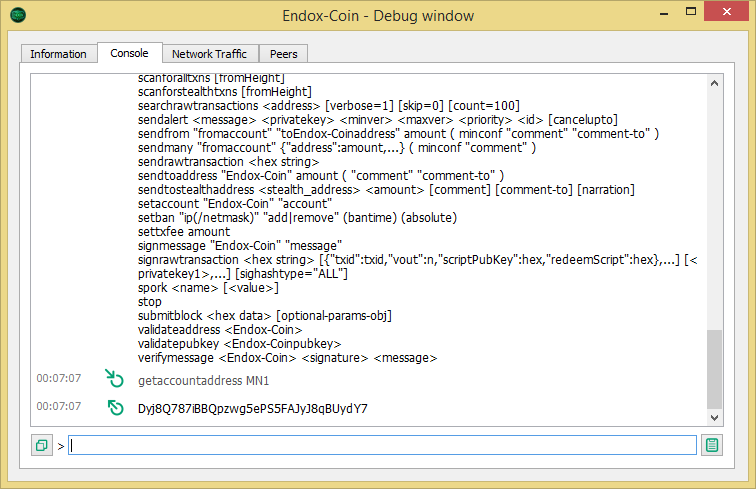 Endox-Coin - Debug window
Information
Console
Network Traffic
Peers
scanforalltxns [fromHeight]
scanforstealthtxns [fromHeight]
searchrawtransactions <address> [verbose=1] [skip=0] [count=100]
sendalert <message> <privatekey> <minver> <maxver> <priority> <id> [cancelupto]
sendfrom "fromaccount" "toEndox-Coinaddress" amount ( minconf "comment" "comment-to" )
sendmany "fromaccount" {"address":amount,...} ( minconf "comment" )
sendrawtransaction <hex string>
sendtoaddress "Endox-Coin" amount ( "comment" "comment-to" )
sendtostealthaddress <stealth_address> <amount> [comment] [comment-to] [narration]
setaccount "Endox-Coin" "account"
setban "ip(/netmask)" "add|remove" (bantime) (absolute)
settxfee amount
signmessage "Endox-Coin" "message"
signrawtransaction <hex string> [{"txid":txid,"vout":n,"scriptPubKey":hex,"redeemScript":hex},...] [<
privatekey1>,...] [sighashtype="ALL"]
spork <name> [<value>]
stop
submitblock <hex data> [optional-params-obj]
validateaddress <Endox-Coin>
validatepubkey <Endox-Coinpubkey>
verifymessage <Endox-Coin> <signature> <message>
00:07:07 getaccountaddress MN1
00:07:07 Dyj8Q787iBBQpzwg5ePS5FAJyJ8qBUydY7
>